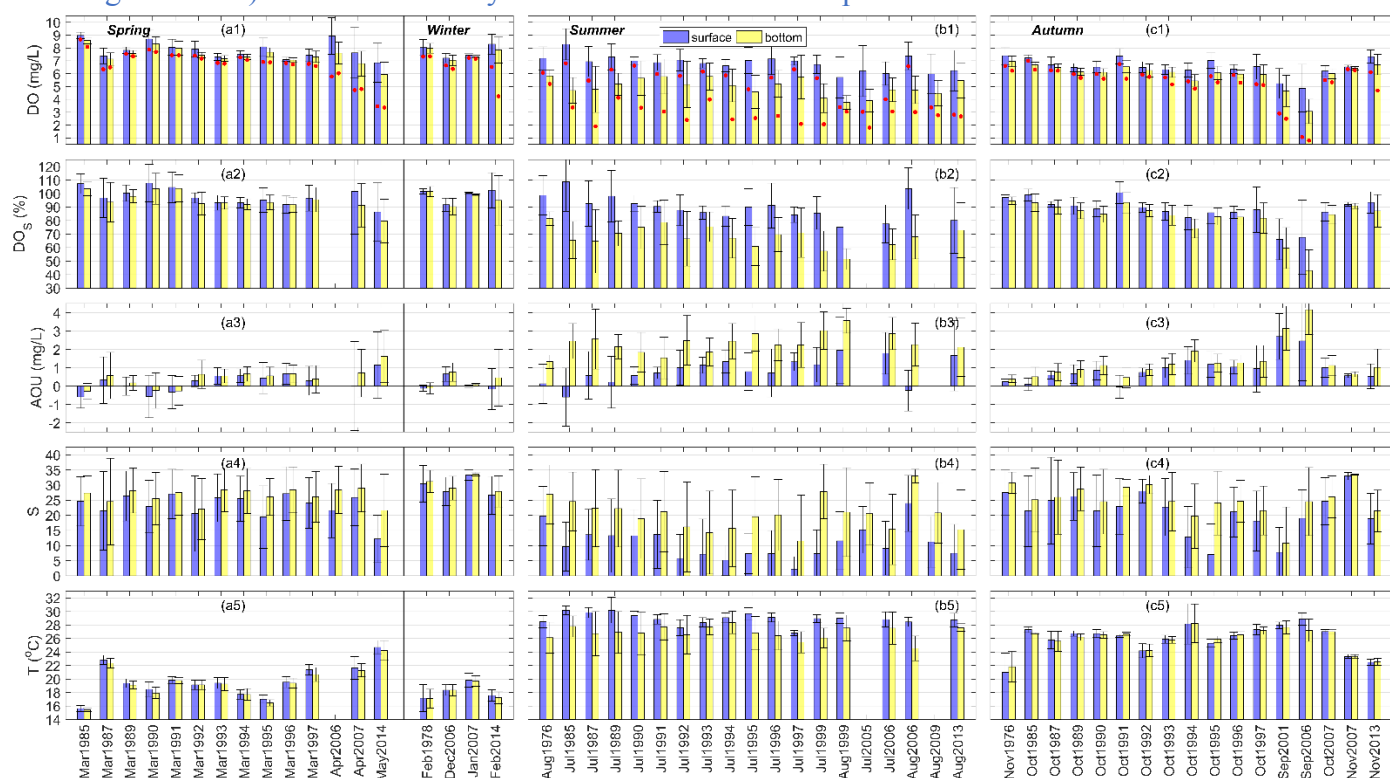 Spring
(a1)
Winter
Summer
surface
bottom
(b1)
Autumn
(c1)
DO (mg/L)
10
9
8
7
6
5
4
3
2
1
(a2)
(b2)
(c2)
DOS (%)
120
110
100
90
80
70
60
50
40
30
(a3)
(b3)
(c3)
AOU (mg/L)
4
3
2
1
0
-1
-2
(a4)
(b4)
(c4)
S
40
35
30
25
20
15
10
5
0
(a5)
(b5)
(c5)
T (°C)
32
30
28
26
24
22
20
18
16
14
Mar1985
Mar1987
Mar1989
Mar1990
Mar1991
Mar1992
Mar1993
Mar1994
Mar1995
Mar1996
Mar1997
Apr2006
Apr2007
May2014
Feb1978
Dec2006
Jan2007
Feb2014
Aug1976
Jul1985
Jul1987
Jul1989
Jul1990
Jul1991
Jul1992
Jul1993
Jul1994
Jul1995
Jul1996
Jul1997
Jul1999
Aug1999
Jul2005
Jul2006
Aug2006
Aug2009
Aug2013
Nov1976
Oct1985
Oct1987
Oct1989
Oct1990
Oct1991
Oct1992
Oct1993
Oct1994
Oct1995
Oct1996
Oct1997
Sep2001
Sep2006
Oct2007
Nov2007
Nov2013